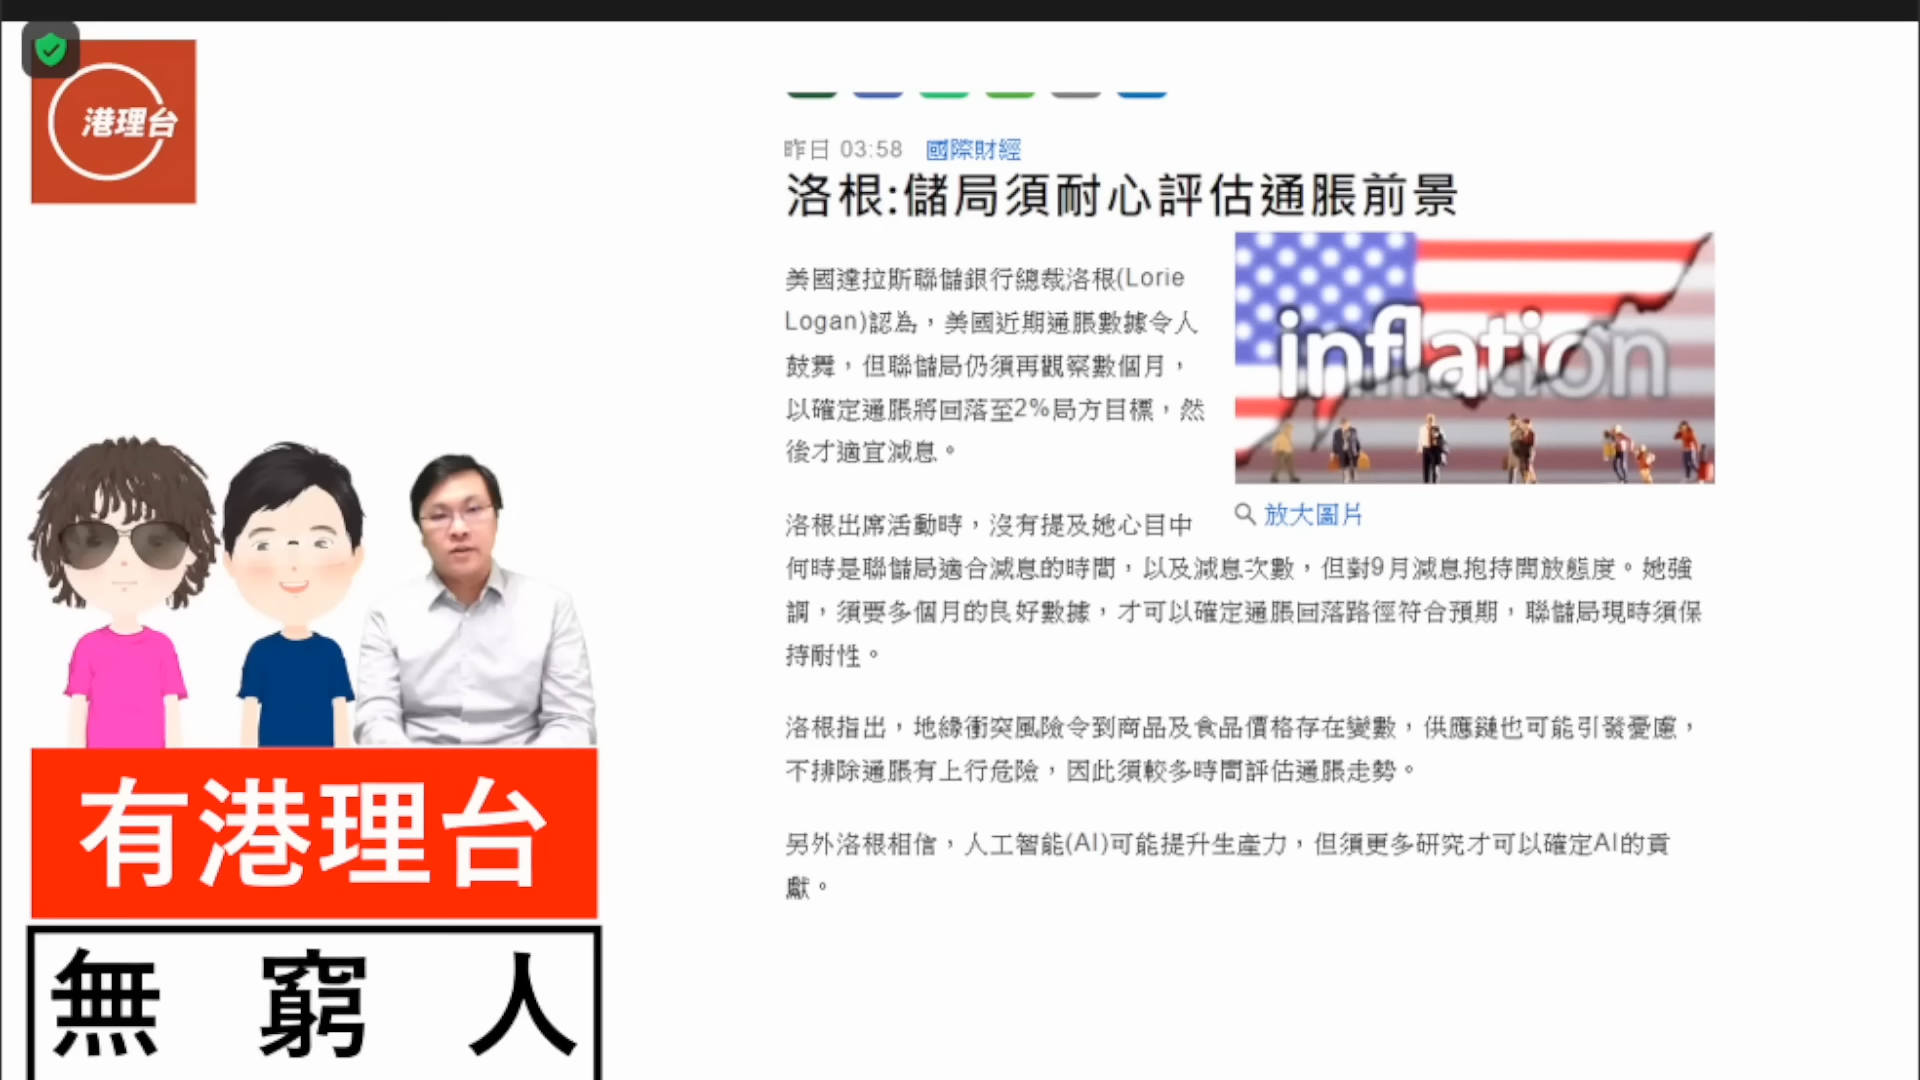 港理台
昨日 03:58 國際財經
洛根:儲局須耐心評估通脹前景
美國達拉斯聯儲銀行總裁洛根(Lorie
Logan)認為，美國近期通脹數據令人
鼓舞，但聯儲局仍須再觀察數個月，
以確定通脹將回落至2%局方目標，然
後才適宜減息。
inflation
放大圖片
洛根出席活動時，沒有提及她心目中
何時是聯儲局適合減息的時間，以及減息次數，但對9月減息抱持開放態度。她強
調，須要多個月的良好數據，才可以確定通脹回落路徑符合預期，聯儲局現時須保
持耐性。
洛根指出，地緣衝突風險令到商品及食品價格存在變數，供應鏈也可能引發憂慮，
不排除通脹有上行危險，因此須較多時間評估通脹走勢。
另外洛根相信，人工智能(AI)可能提升生產力，但須更多研究才可以確定AI的貢
獻。
有港理台
無窮人